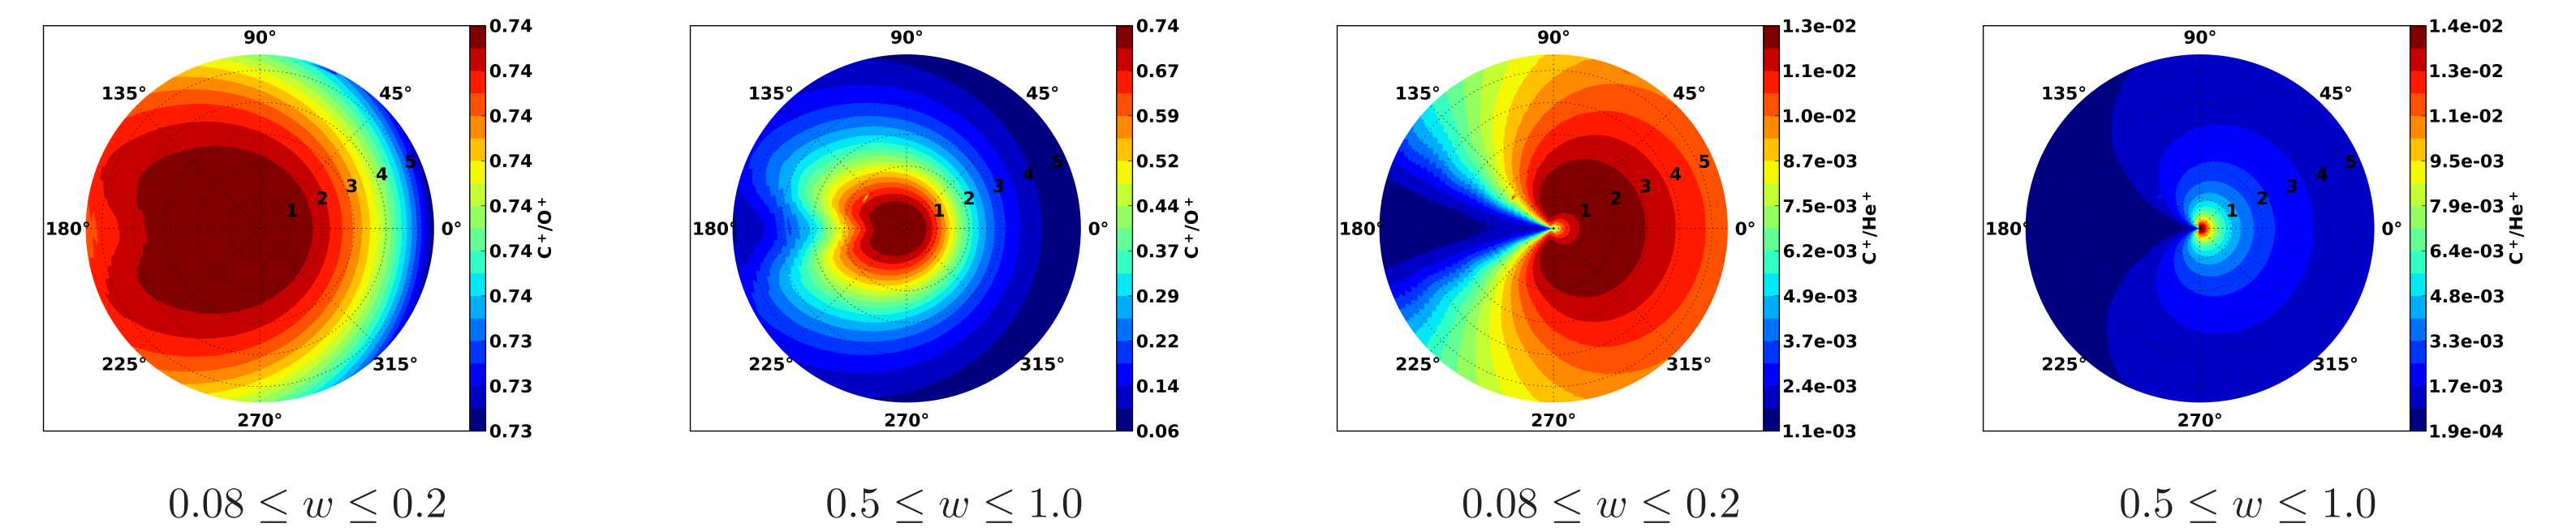 90°
135°
45°
180°
0°
225°
315°
270°
1
2
3
4
5
0.74
0.74
0.74
0.74
0.74
0.74
0.74
0.73
0.73
0.73
C⁺/O⁺
0.08 ≤ w ≤ 0.2
90°
135°
45°
180°
0°
225°
315°
270°
1
2
3
4
5
0.74
0.67
0.59
0.52
0.44
0.37
0.29
0.22
0.14
0.06
C⁺/O⁺
0.5 ≤ w ≤ 1.0
90°
135°
45°
180°
0°
225°
315°
270°
1
2
3
4
5
1.3e-02
1.1e-02
1.0e-02
8.7e-03
7.5e-03
6.2e-03
4.9e-03
3.7e-03
2.4e-03
1.1e-03
C⁺/He⁺
0.08 ≤ w ≤ 0.2
90°
135°
45°
180°
0°
225°
315°
270°
1
2
3
4
5
1.4e-02
1.3e-02
1.1e-02
9.5e-03
7.9e-03
6.4e-03
4.8e-03
3.3e-03
1.7e-03
1.9e-04
C⁺/He⁺
0.5 ≤ w ≤ 1.0